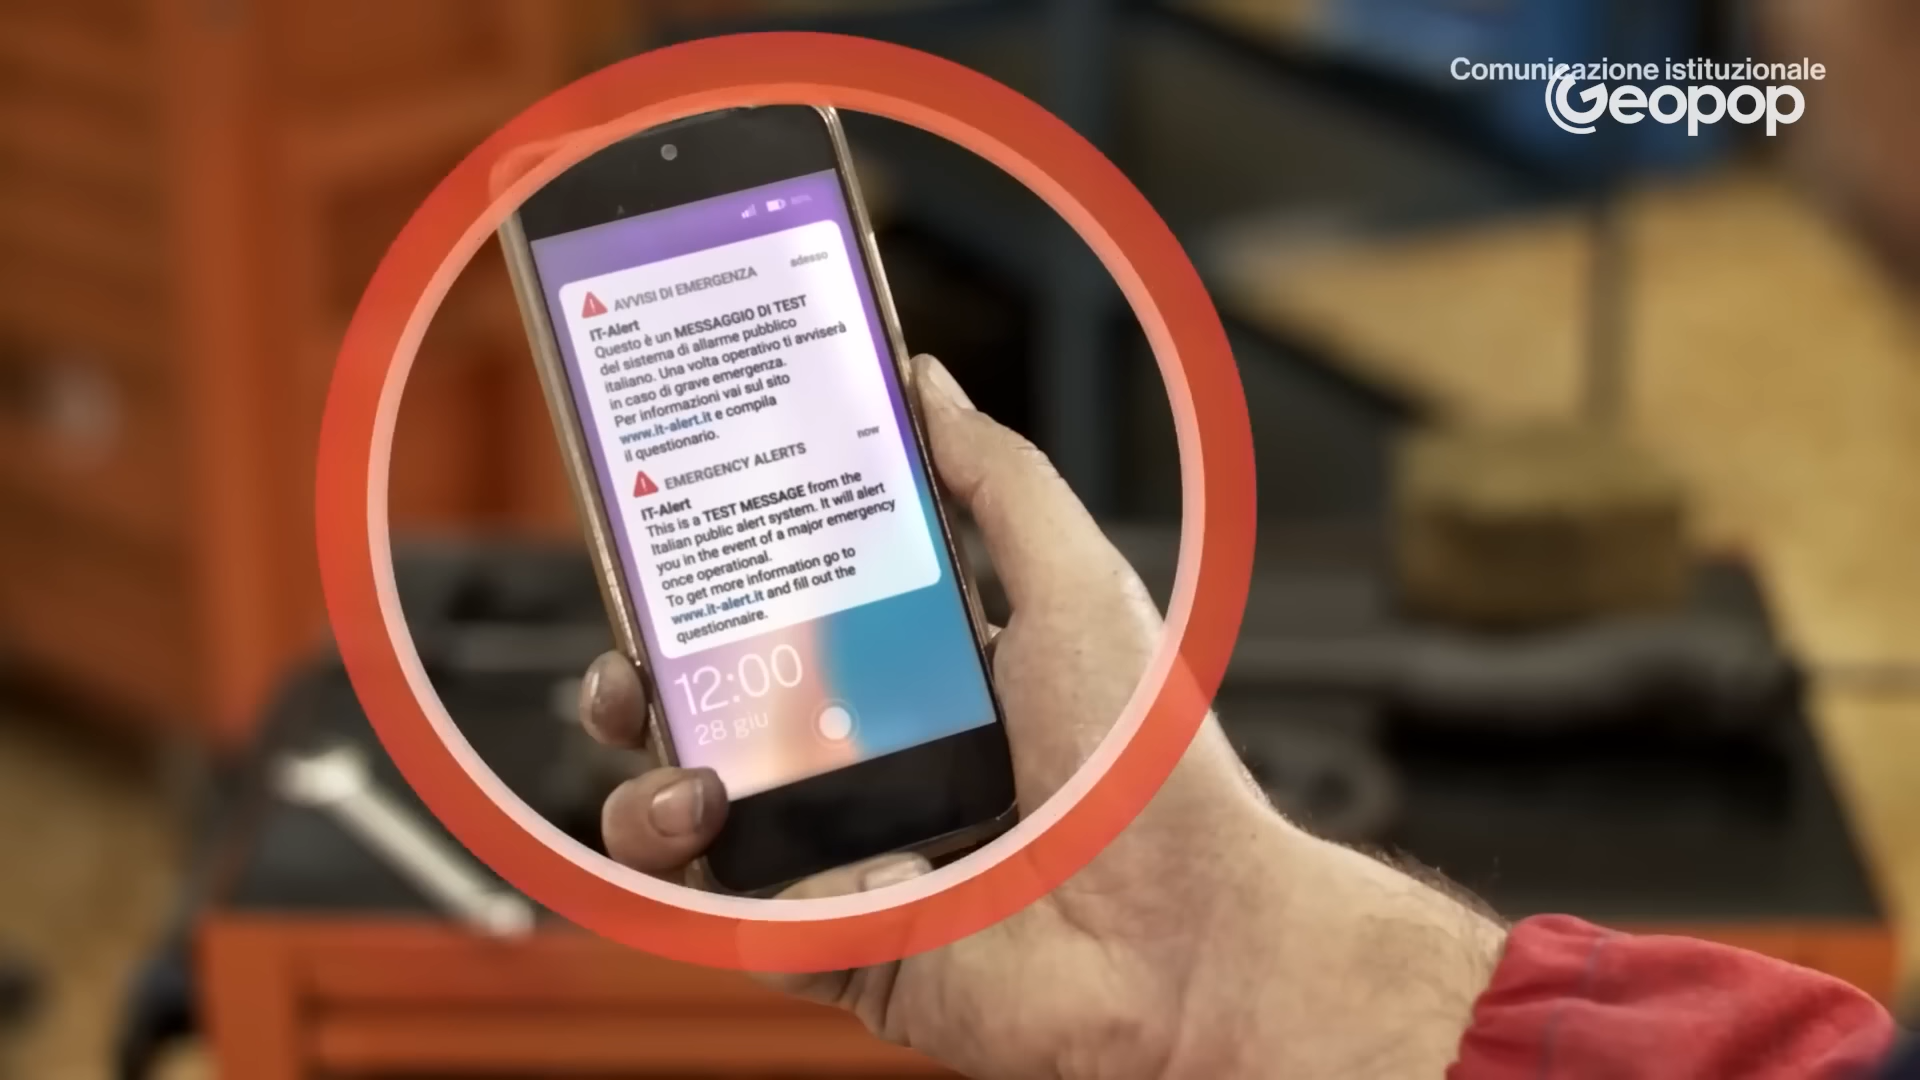 Comunicazione istituzionale
Geopop
AVVISI DI EMERGENZA
adesso
IT-Alert
Questo è un MESSAGGIO DI TEST
del sistema di allarme pubblico
italiano. Una volta operativo ti avviserà
in caso di grave emergenza.
Per informazioni vai sul sito
www.it-alert.it e compila
il questionario.
EMERGENCY ALERTS
now
IT-Alert
This is a TEST MESSAGE from the
Italian public alert system. It will alert
you in the event of a major emergency
once operational.
To get more information go to
www.it-alert.it and fill out the
questionnaire.
12:00
28 giu